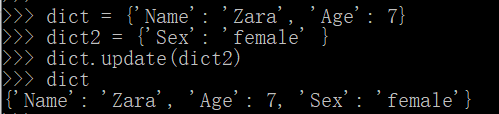 >>> dict = {'Name': 'Zara', 'Age': 7}
>>> dict2 = {'Sex': 'female' }
>>> dict.update(dict2)
>>> dict
{'Name': 'Zara', 'Age': 7, 'Sex': 'female'}